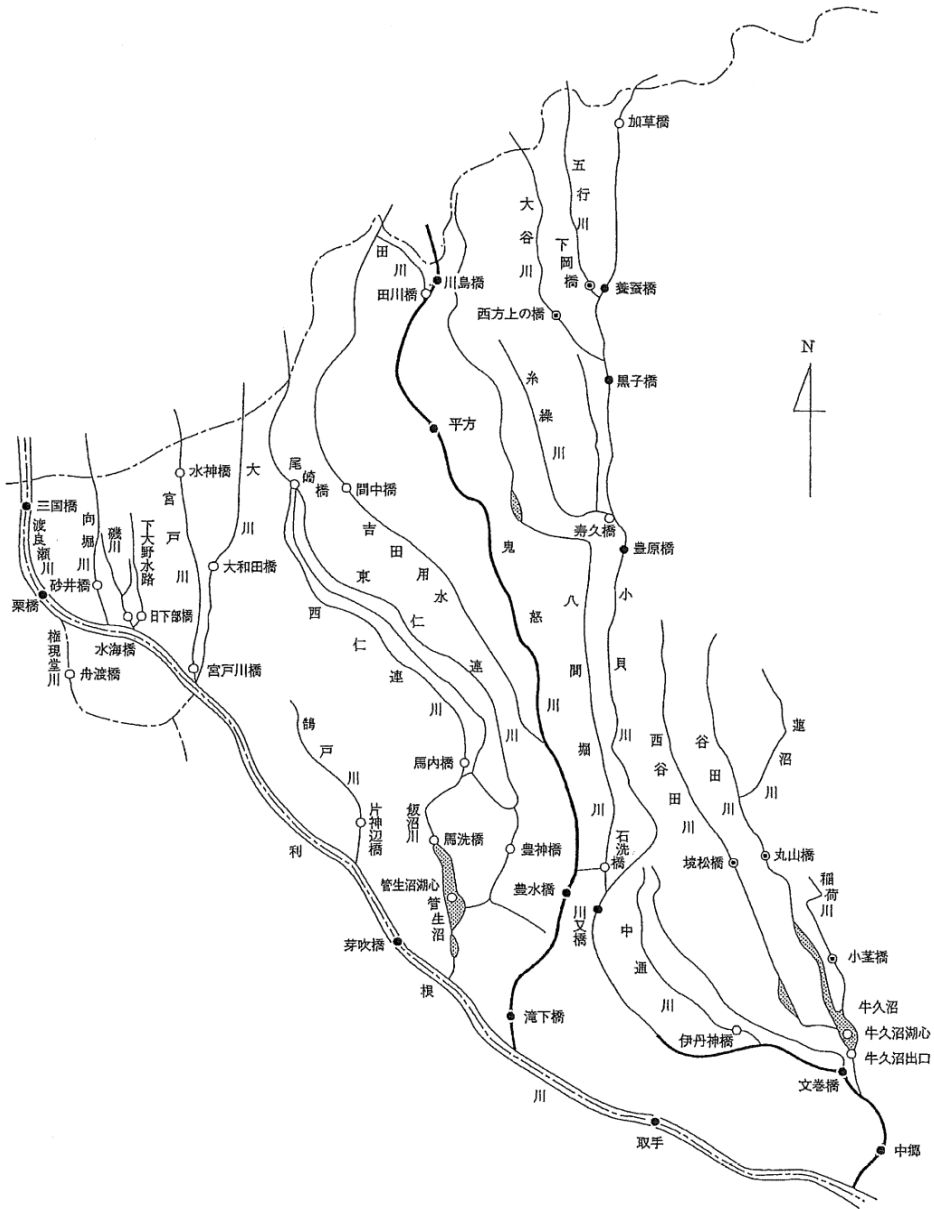 加草橋
五行川
大谷川
下岡橋
養蚕橋
田川
川島橋
田川橋
西方上の橋
N
糸繰川
黒子橋
平方
尾崎橋
間中橋
水神橋
大川
宮戸川
三国橋
渡良瀬川
向堀川
磯川
下大野水路
吉田用水
鬼怒川
寿久橋
豊原橋
大和田橋
砂井橋
栗橋
日下部橋
水海橋
東仁連川
西仁連川
八間堀川
小貝川
権現堂川
舟渡橋
宮戸川橋
鵠戸川
馬内橋
西谷田川
谷田川
蓮沼川
片神辺橋
飯沼川
馬洗橋
豊神橋
石洗橋
境松橋
丸山橋
稲荷川
管生沼湖心
管生沼
豊水橋
川又橋
中通川
小茎橋
芽吹橋
利根川
滝下橋
伊丹神橋
牛久沼
牛久沼湖心
牛久沼出口
文巻橋
取手
中郷